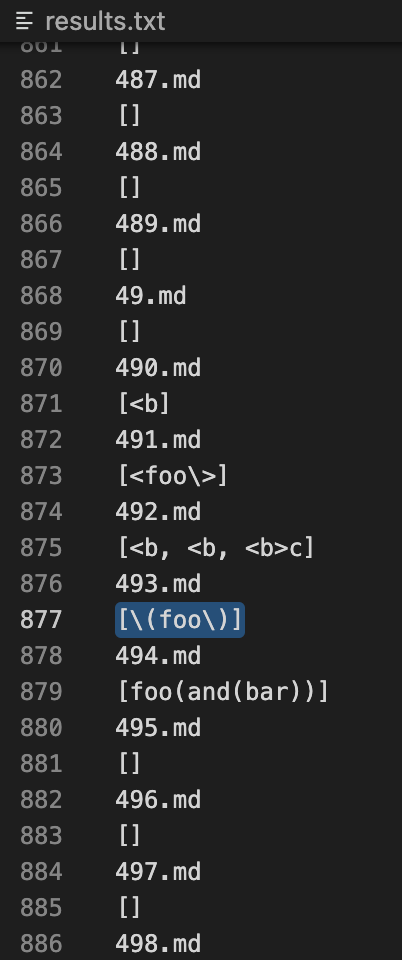 results.txt
861 []
862 487.md
863 []
864 488.md
865 []
866 489.md
867 []
868 49.md
869 []
870 490.md
871 [<b]
872 491.md
873 [<foo\>]
874 492.md
875 [<b, <b, <b>c]
876 493.md
877 [\(foo\)]
878 494.md
879 [foo(and(bar))]
880 495.md
881 []
882 496.md
883 []
884 497.md
885 []
886 498.md